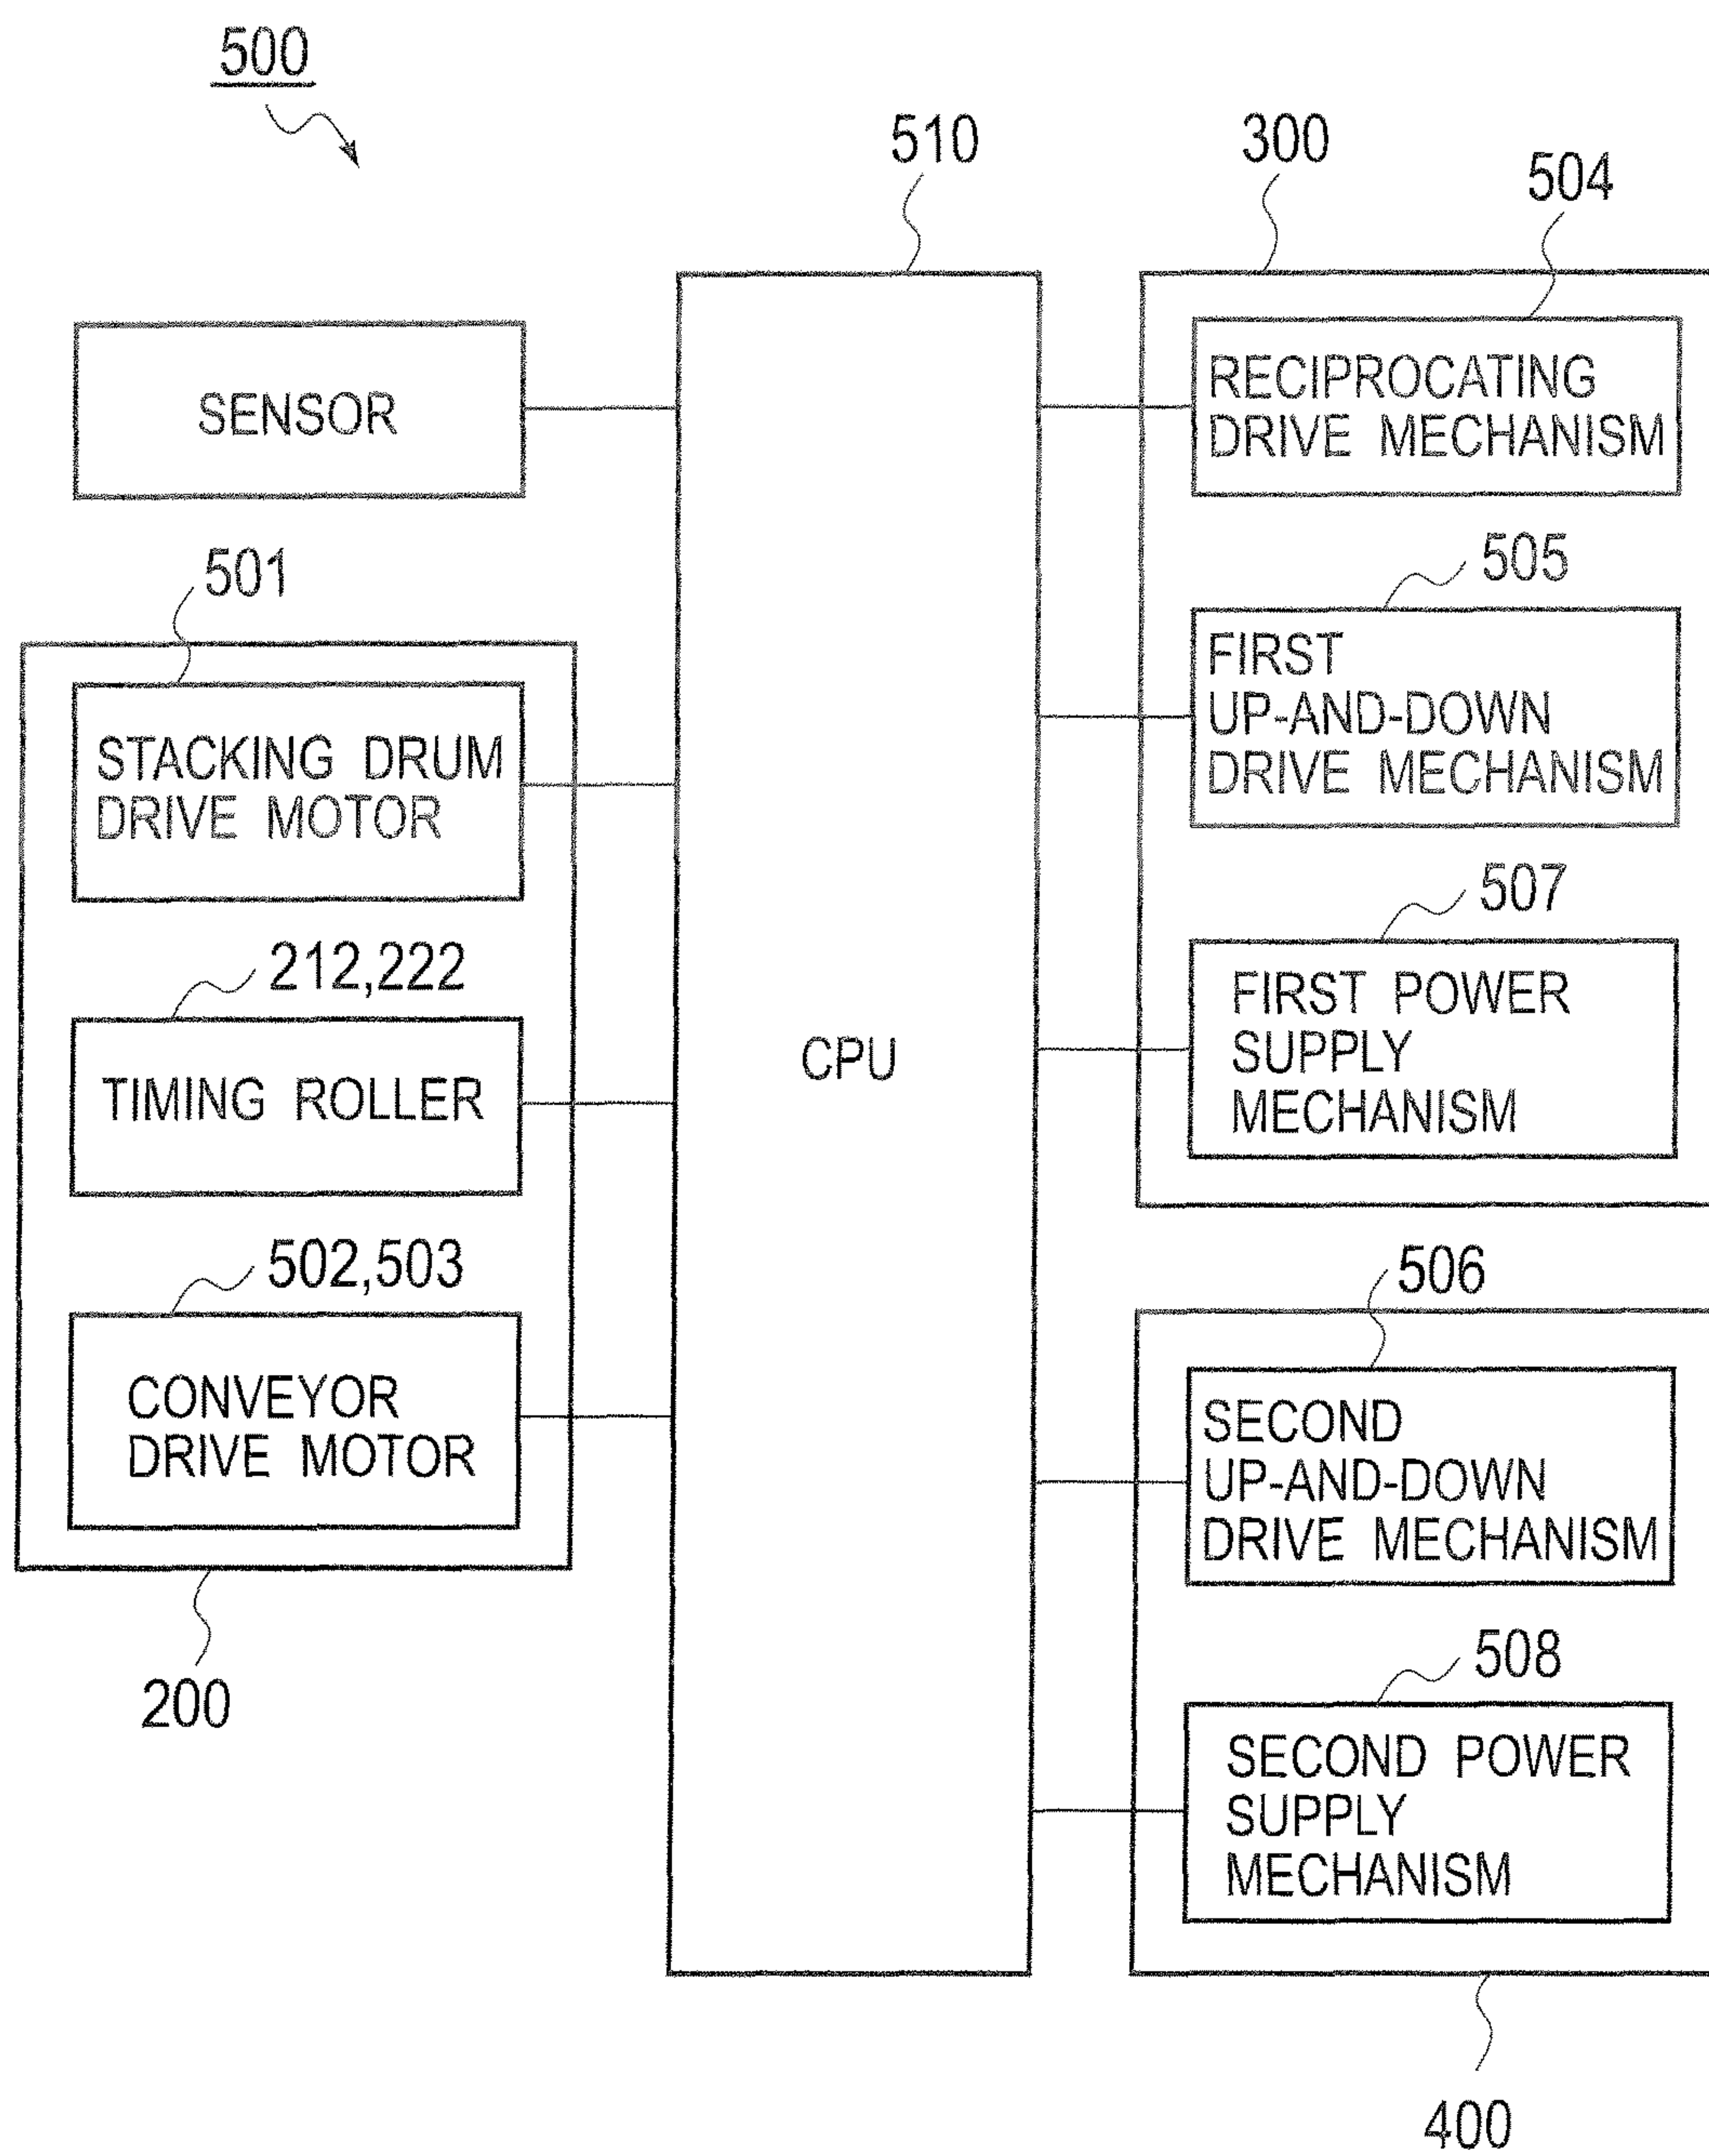 500
510
300
504
SENSOR
RECIPROCATING
DRIVE MECHANISM
501
505
STACKING DRUM
DRIVE MOTOR
FIRST
UP-AND-DOWN
DRIVE MECHANISM
212,222
507
TIMING ROLLER
CPU
FIRST POWER
SUPPLY
MECHANISM
502,503
506
CONVEYOR
DRIVE MOTOR
SECOND
UP-AND-DOWN
DRIVE MECHANISM
200
508
SECOND POWER
SUPPLY
MECHANISM
400